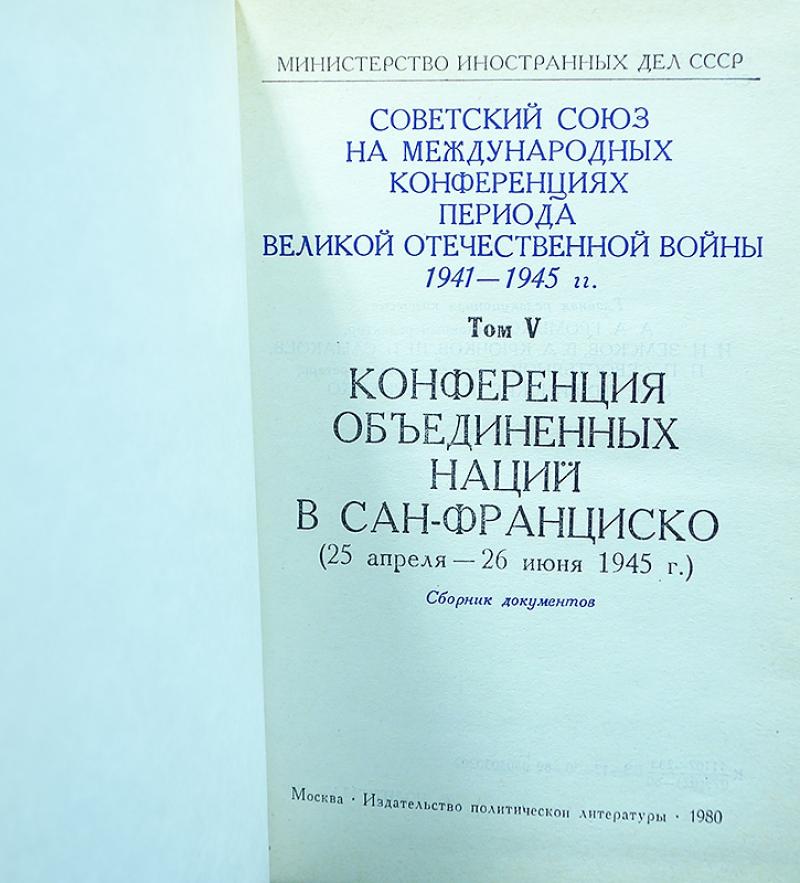 МИНИСТЕРСТВО ИНОСТРАННЫХ ДЕЛ СССР
СОВЕТСКИЙ СОЮЗ
НА МЕЖДУНАРОДНЫХ
КОНФЕРЕНЦИЯХ
ПЕРИОДА
ВЕЛИКОЙ ОТЕЧЕСТВЕННОЙ ВОЙНЫ
1941—1945 гг.
Том V
КОНФЕРЕНЦИЯ
ОБЪЕДИНЕННЫХ
НАЦИЙ
В САН-ФРАНЦИСКО
(25 апреля — 26 июня 1945 г.)
Сборник документов
Москва · Издательство политической литературы · 1980